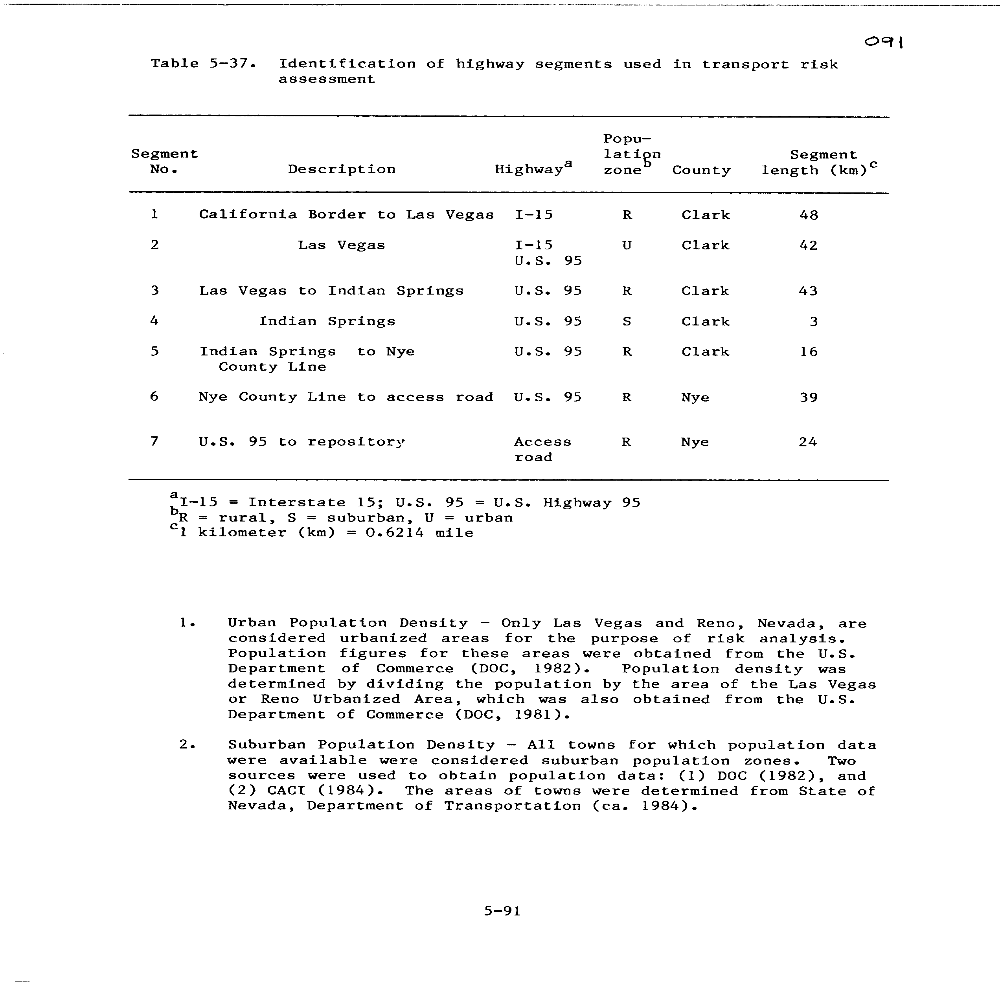 091
Table 5-37. Identification of highway segments used in transport risk
assessment
Popu-
Segment lation Segment
No. Description Highwaya zoneb County length (km)c
1 California Border to Las Vegas I-15 R Clark 48
2 Las Vegas I-15 U Clark 42
U.S. 95
3 Las Vegas to Indian Springs U.S. 95 R Clark 43
4 Indian Springs U.S. 95 S Clark 3
5 Indian Springs to Nye U.S. 95 R Clark 16
County Line
6 Nye County Line to access road U.S. 95 R Nye 39
7 U.S. 95 to repository Access R Nye 24
road
aI-15 = Interstate 15; U.S. 95 = U.S. Highway 95
bR = rural, S = suburban, U = urban
c1 kilometer (km) = 0.6214 mile
1. Urban Population Density - Only Las Vegas and Reno, Nevada, are
considered urbanized areas for the purpose of risk analysis.
Population figures for these areas were obtained from the U.S.
Department of Commerce (DOC, 1982). Population density was
determined by dividing the population by the area of the Las Vegas
or Reno Urbanized Area, which was also obtained from the U.S.
Department of Commerce (DOC, 1981).
2. Suburban Population Density - All towns for which population data
were available were considered suburban population zones. Two
sources were used to obtain population data: (1) DOC (1982), and
(2) CACI (1984). The areas of towns were determined from State of
Nevada, Department of Transportation (ca. 1984).
5-91